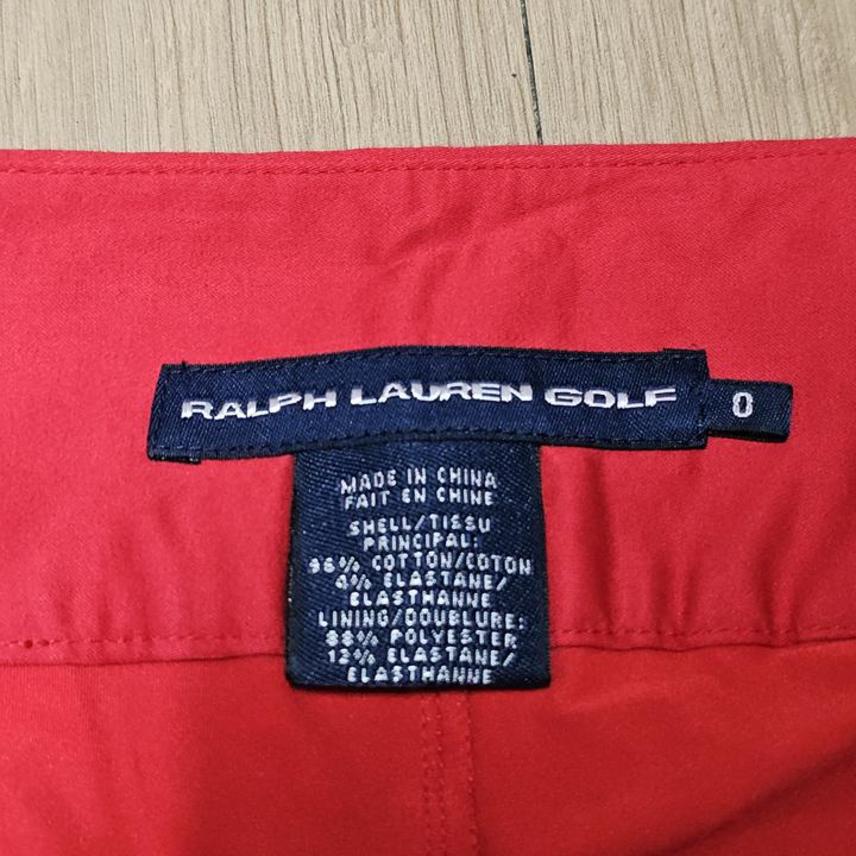 RALPH LAUREN GOLF
0
MADE IN CHINA
FAIT EN CHINE
SHELL/TISSU
PRINCIPAL:
96% COTTON/COTON
4% ELASTANE/
ELASTHANNE
LINING/DOUBLURE:
88% POLYESTER
12% ELASTANE/
ELASTHANNE